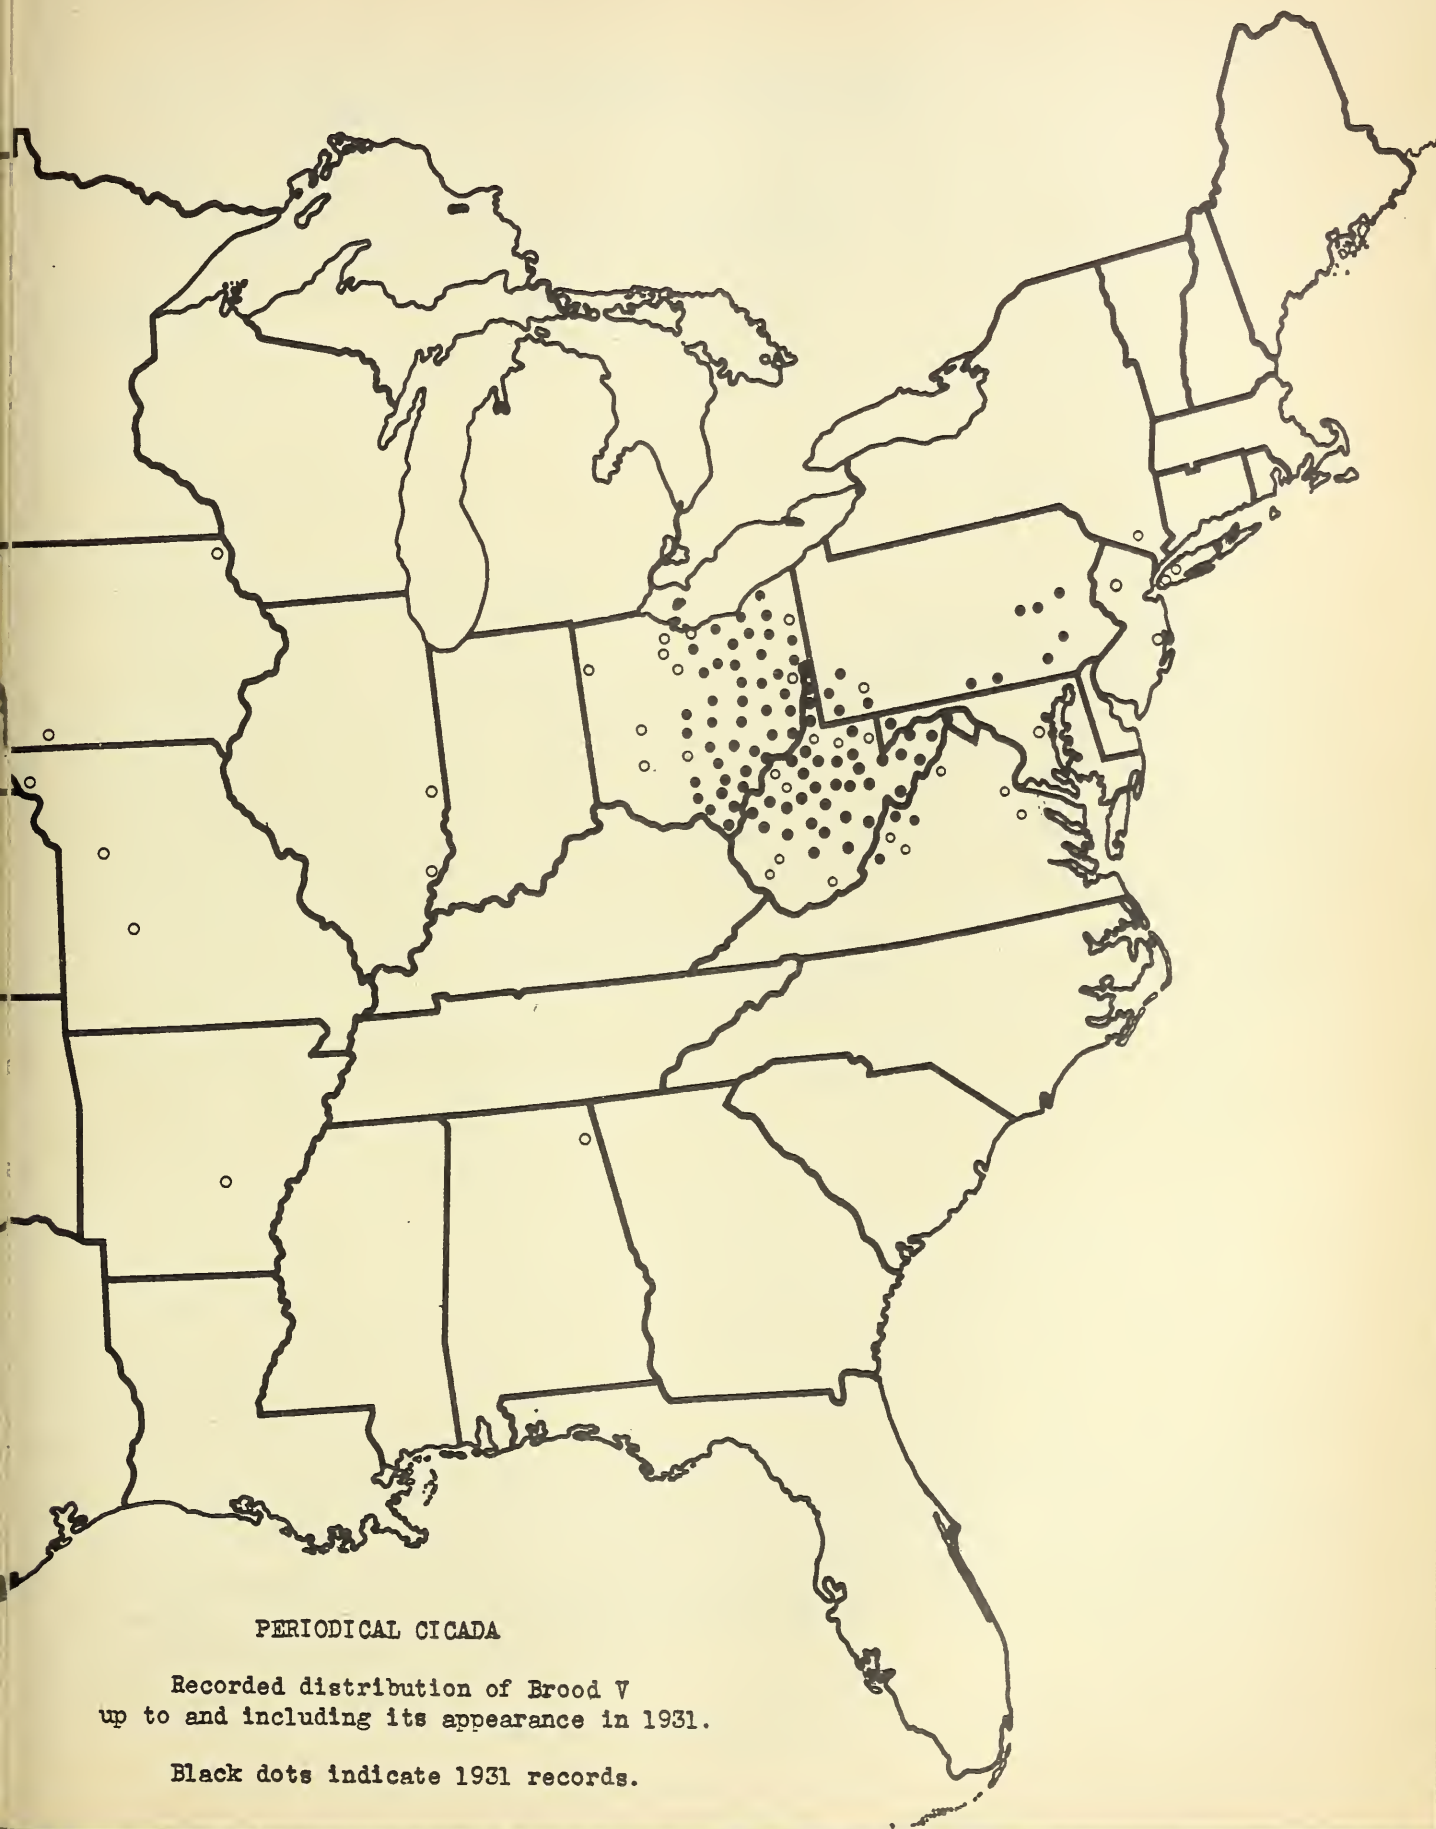 PERIODICAL CICADA
Recorded distribution of Brood V
up to and including its appearance in 1931.
Black dots indicate 1931 records.